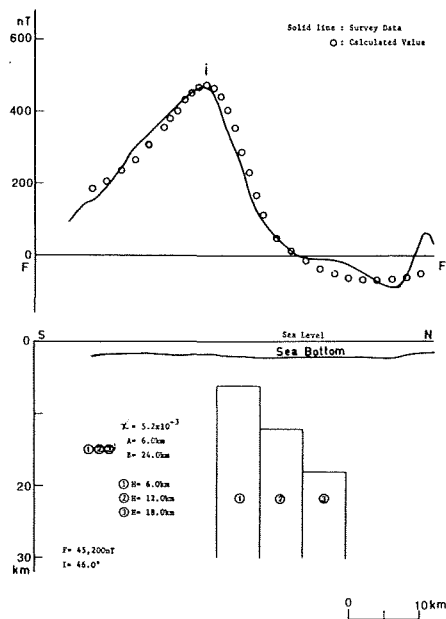 nT
Solid line : Survey Data
○ : Calculated Value
600
i
400
200
0
F F
S N
Sea Level
0
Sea Bottom
χ = 5.2x10⁻³
A= 6.0km
①②③ B= 24.0km
① H= 6.0km
② H= 12.0km
③ H= 18.0km
① ② ③
20
F= 45,200nT
I= 46.0°
30
km
0 10km